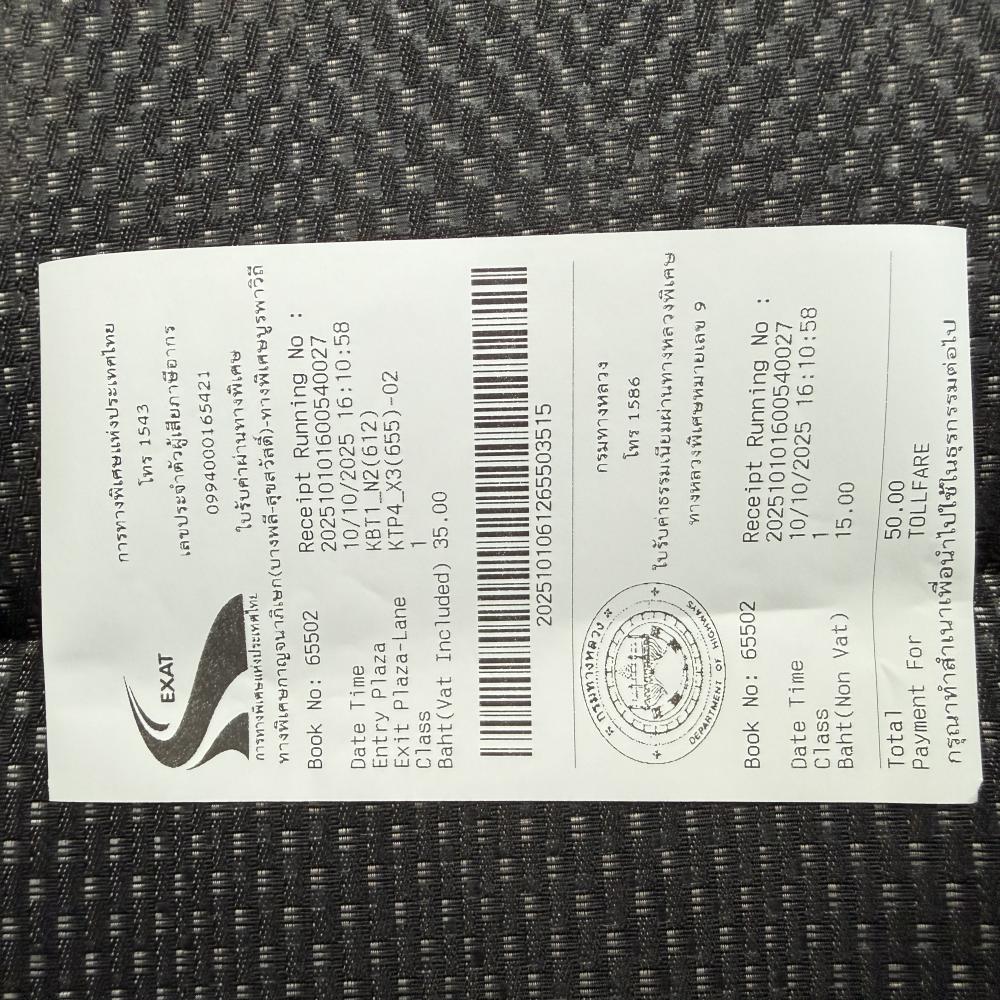 EXAT
การทางพิเศษแห่งประเทศไทย
การทางพิเศษแห่งประเทศไทย
โทร 1543
เลขประจำตัวผู้เสียภาษีอากร
0994000165421
ใบรับค่าผ่านทางพิเศษ
ทางพิเศษกาญจนาภิเษก(บางพลี-สุขสวัสดิ์)-ทางพิเศษบูรพาวิถี
Book No: 65502 Receipt Running No :
20251010160054​0027
Date Time 10/10/2025 16:10:58
Entry Plaza KBT1_N2(612)
Exit Plaza-Lane KTP4_X3(655)-02
Class 1
Baht(Vat Included) 35.00
2025101061265503515
กรมทางหลวง
DEPARTMENT OF HIGHWAYS
กรมทางหลวง
โทร 1586
ใบรับค่าธรรมเนียมผ่านทางหลวงพิเศษ
ทางหลวงพิเศษหมายเลข 9
Book No: 65502 Receipt Running No :
202510101600540027
Date Time 10/10/2025 16:10:58
Class 1
Baht(Non Vat) 15.00
Total 50.00
Payment For TOLLFARE
กรุณาทำสำเนาเพื่อนำไปใช้ในธุรกรรมต่อไป